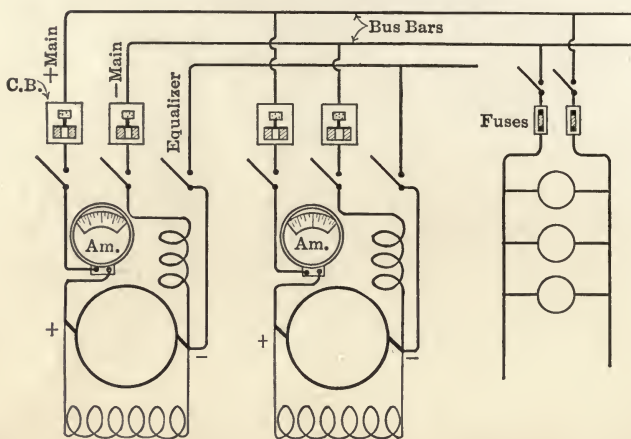 Bus Bars
+Main
−Main
C.B.
Equalizer
Fuses
Am.
Am.
+
−
+
−